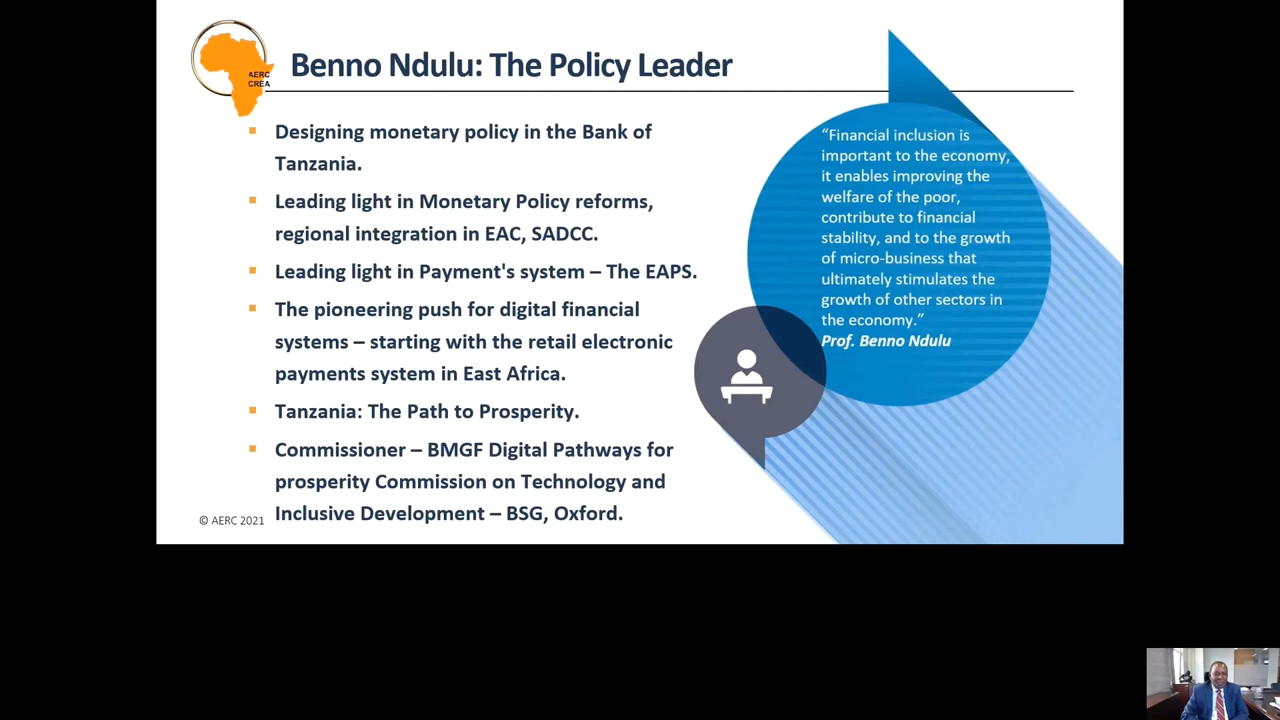 AERC
CREA
Benno Ndulu: The Policy Leader
Designing monetary policy in the Bank of
Tanzania.
Leading light in Monetary Policy reforms,
regional integration in EAC, SADCC.
Leading light in Payment's system – The EAPS.
The pioneering push for digital financial
systems – starting with the retail electronic
payments system in East Africa.
Tanzania: The Path to Prosperity.
Commissioner – BMGF Digital Pathways for
prosperity Commission on Technology and
Inclusive Development – BSG, Oxford.
© AERC 2021
“Financial inclusion is
important to the economy,
it enables improving the
welfare of the poor,
contribute to financial
stability, and to the growth
of micro-business that
ultimately stimulates the
growth of other sectors in
the economy.”
Prof. Benno Ndulu